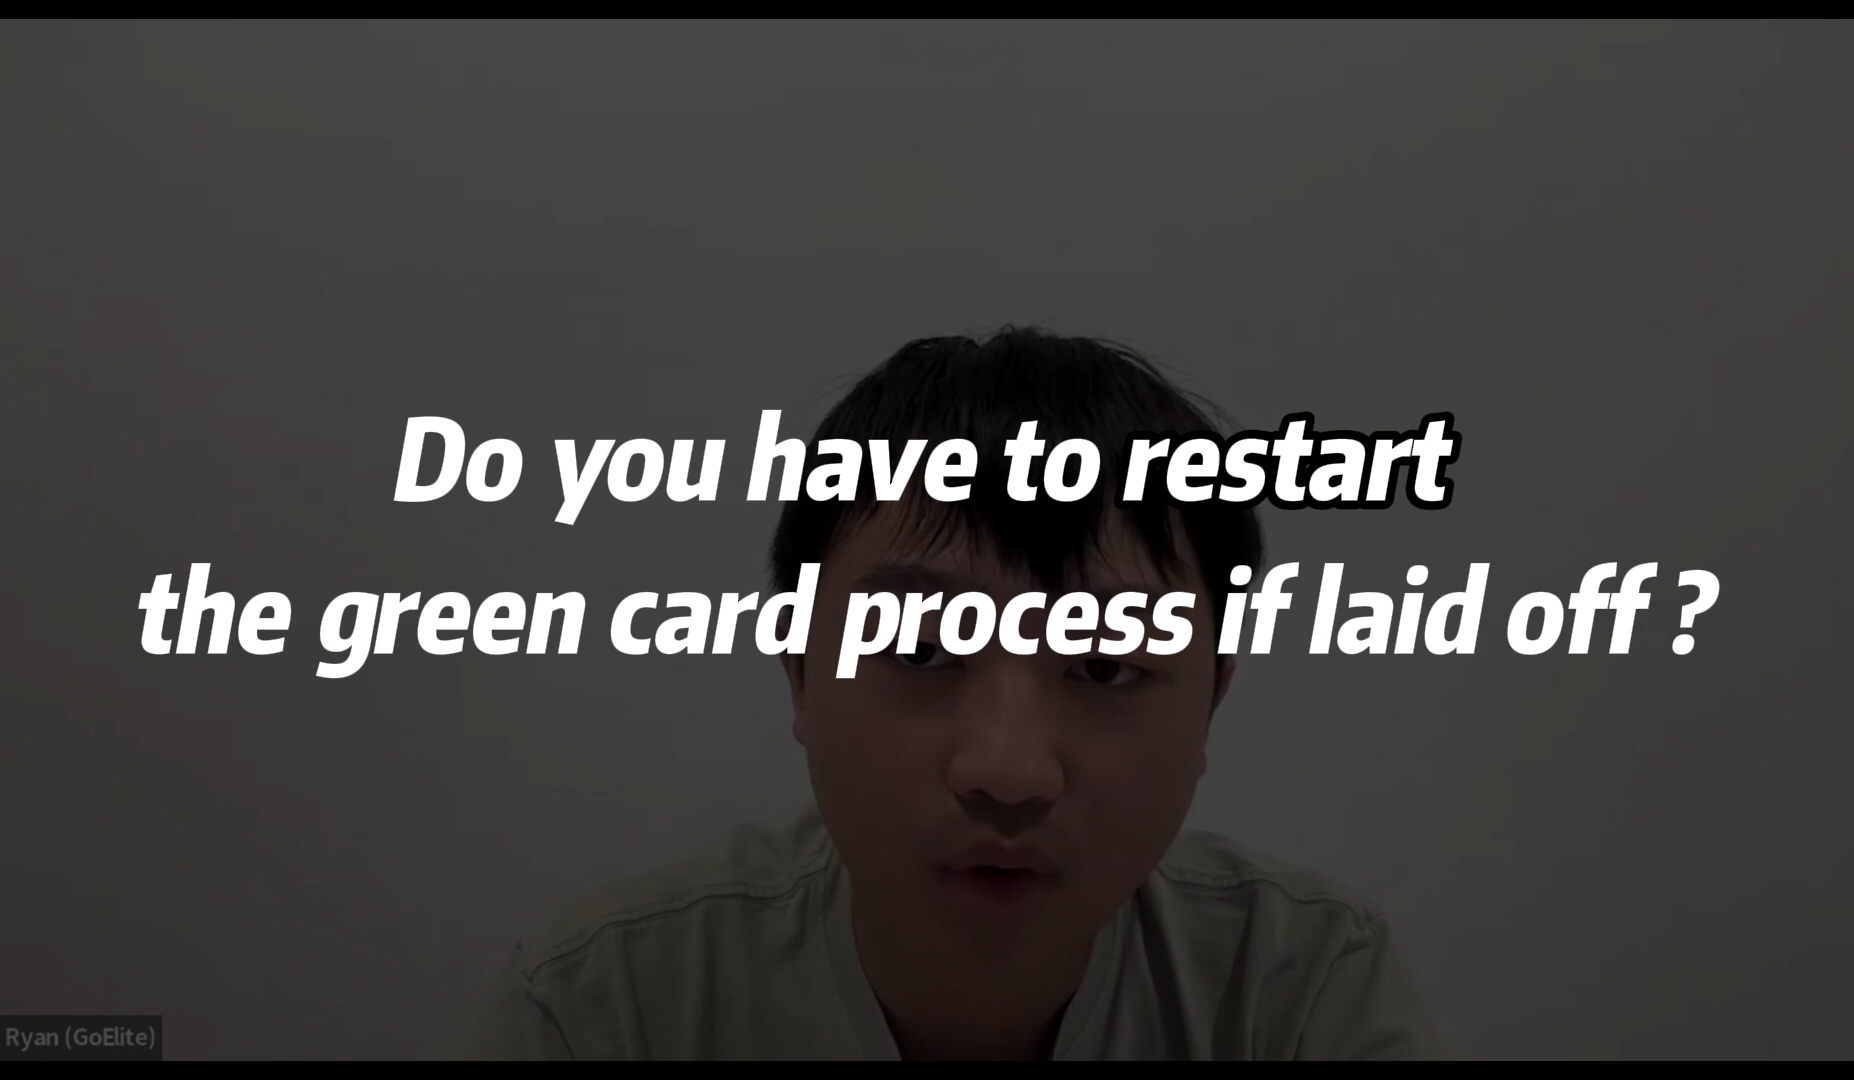 Do you have to restart
the green card process if laid off ?
Ryan (GoElite)